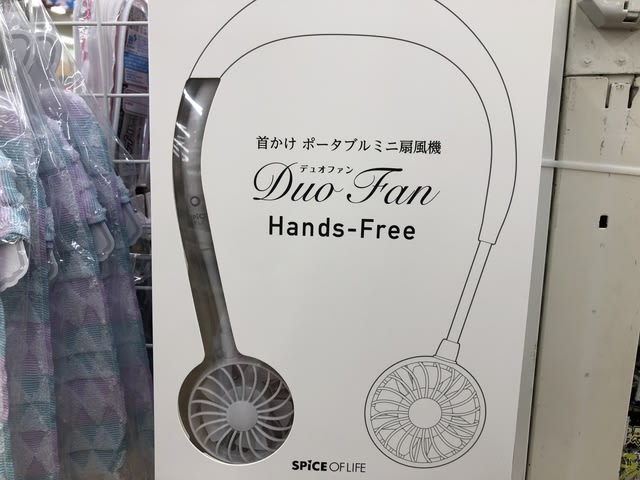 首かけ ポータブルミニ扇風機
デュオファン
Duo Fan
Hands-Free
SPICE
SPICE OF LIFE